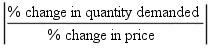 % change in quantity demanded
% change in price